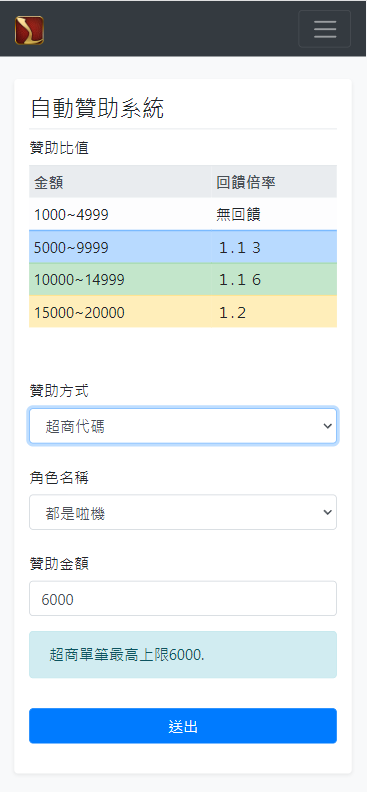 自動贊助系統
贊助比值
金額 回饋倍率
1000~4999 無回饋
5000~9999 １.１３
10000~14999 １.１６
15000~20000 １.２
贊助方式
超商代碼
角色名稱
都是啦機
贊助金額
6000
超商單筆最高上限6000.
送出